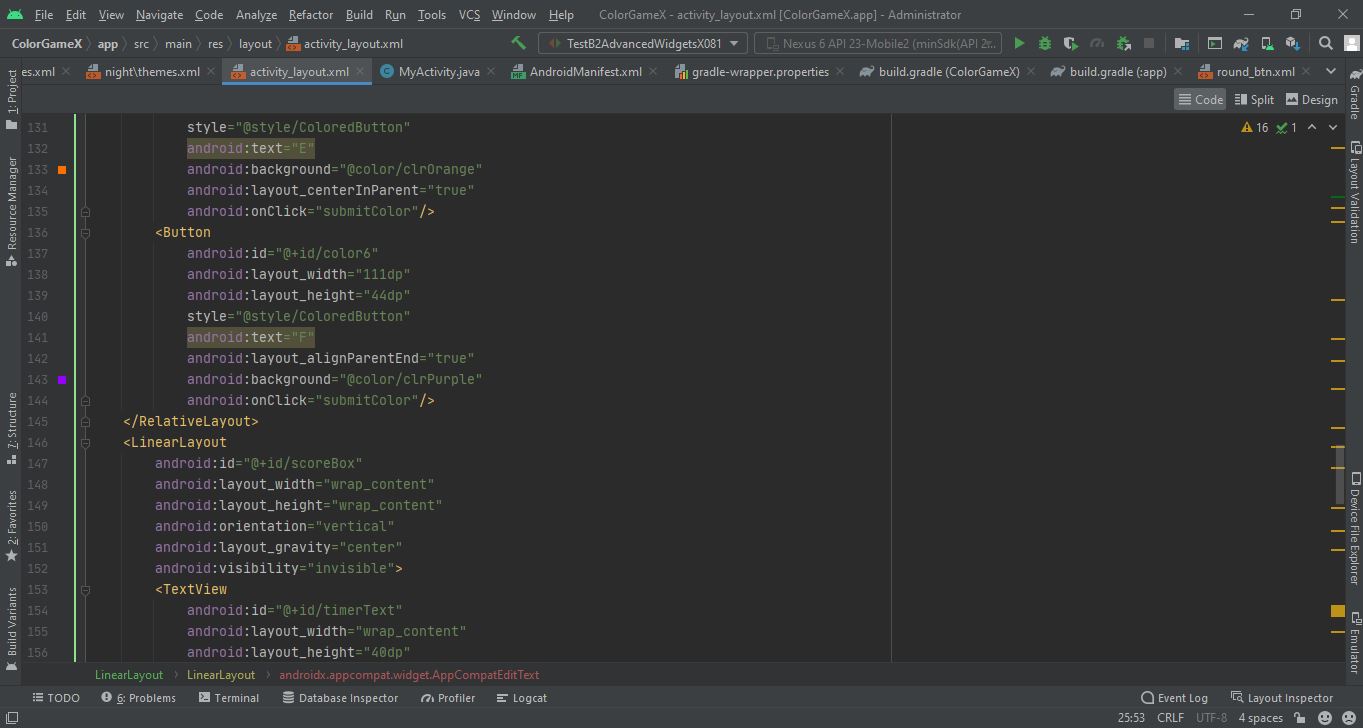 File Edit View Navigate Code Analyze Refactor Build Run Tools VCS Window Help ColorGameX - activity_layout.xml [ColorGameX.app] - Administrator
ColorGameX app src main res layout activity_layout.xml TestB2AdvancedWidgetsX081 Nexus 6 API 23-Mobile2 (minSdk(API 2r...
es.xml night\themes.xml activity_layout.xml MyActivity.java AndroidManifest.xml gradle-wrapper.properties build.gradle (ColorGameX) build.gradle (:app) round_btn.xml
Code Split Design
16 1
131 style="@style/ColoredButton"
132 android:text="E"
133 android:background="@color/clrOrange"
134 android:layout_centerInParent="true"
135 android:onClick="submitColor"/>
136 <Button
137 android:id="@+id/color6"
138 android:layout_width="111dp"
139 android:layout_height="44dp"
140 style="@style/ColoredButton"
141 android:text="F"
142 android:layout_alignParentEnd="true"
143 android:background="@color/clrPurple"
144 android:onClick="submitColor"/>
145 </RelativeLayout>
146 <LinearLayout
147 android:id="@+id/scoreBox"
148 android:layout_width="wrap_content"
149 android:layout_height="wrap_content"
150 android:orientation="vertical"
151 android:layout_gravity="center"
152 android:visibility="invisible">
153 <TextView
154 android:id="@+id/timerText"
155 android:layout_width="wrap_content"
156 android:layout_height="40dp"
LinearLayout LinearLayout androidx.appcompat.widget.AppCompatEditText
TODO 6: Problems Terminal Database Inspector Profiler Logcat Event Log Layout Inspector
25:53 CRLF UTF-8 4 spaces
1: Project
Resource Manager
7: Structure
2: Favorites
Build Variants
Gradle
Layout Validation
Device File Explorer
Emulator